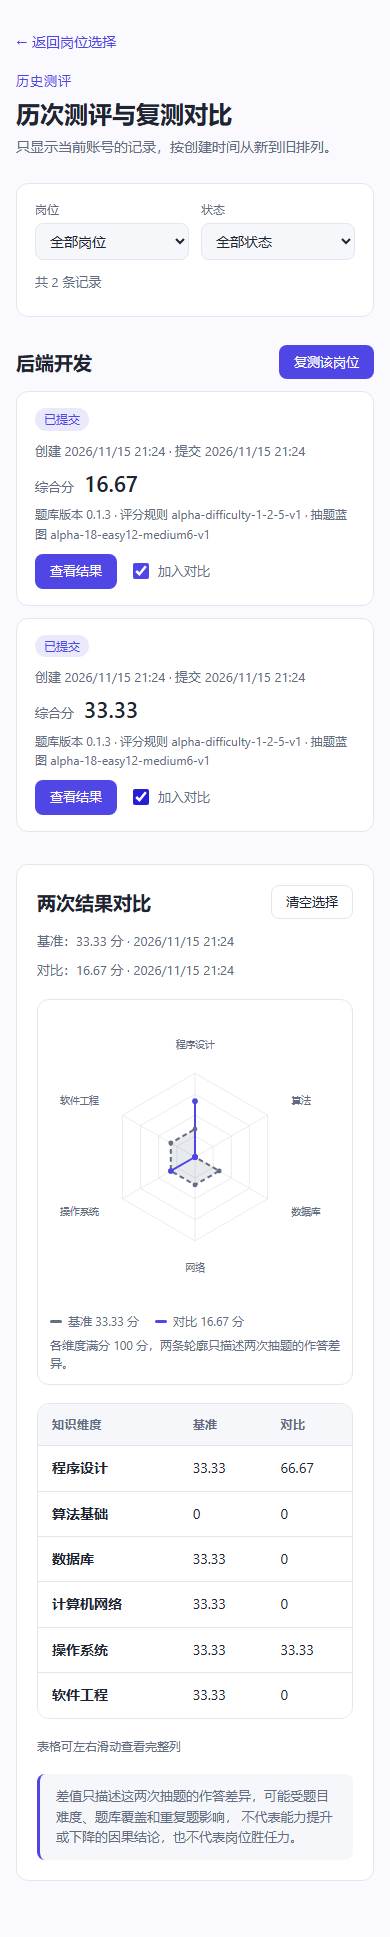 ← 返回岗位选择
历史测评
历次测评与复测对比
只显示当前账号的记录，按创建时间从新到旧排列。
岗位
状态
全部岗位
全部状态
共 2 条记录
后端开发
复测该岗位
已提交
创建 2026/11/15 21:24 · 提交 2026/11/15 21:24
综合分 16.67
题库版本 0.1.3 · 评分规则 alpha-difficulty-1-2-5-v1 · 抽题蓝
图 alpha-18-easy12-medium6-v1
查看结果
加入对比
已提交
创建 2026/11/15 21:24 · 提交 2026/11/15 21:24
综合分 33.33
题库版本 0.1.3 · 评分规则 alpha-difficulty-1-2-5-v1 · 抽题蓝
图 alpha-18-easy12-medium6-v1
查看结果
加入对比
两次结果对比
清空选择
基准：33.33 分 · 2026/11/15 21:24
对比：16.67 分 · 2026/11/15 21:24
程序设计
软件工程
算法
操作系统
数据库
网络
基准 33.33 分
对比 16.67 分
各维度满分 100 分，两条轮廓只描述两次抽题的作答差
异。
知识维度 基准 对比
程序设计 33.33 66.67
算法基础 0 0
数据库 33.33 0
计算机网络 33.33 0
操作系统 33.33 33.33
软件工程 33.33 0
表格可左右滑动查看完整列
差值只描述这两次抽题的作答差异，可能受题目
难度、题库覆盖和重复题影响， 不代表能力提升
或下降的因果结论，也不代表岗位胜任力。